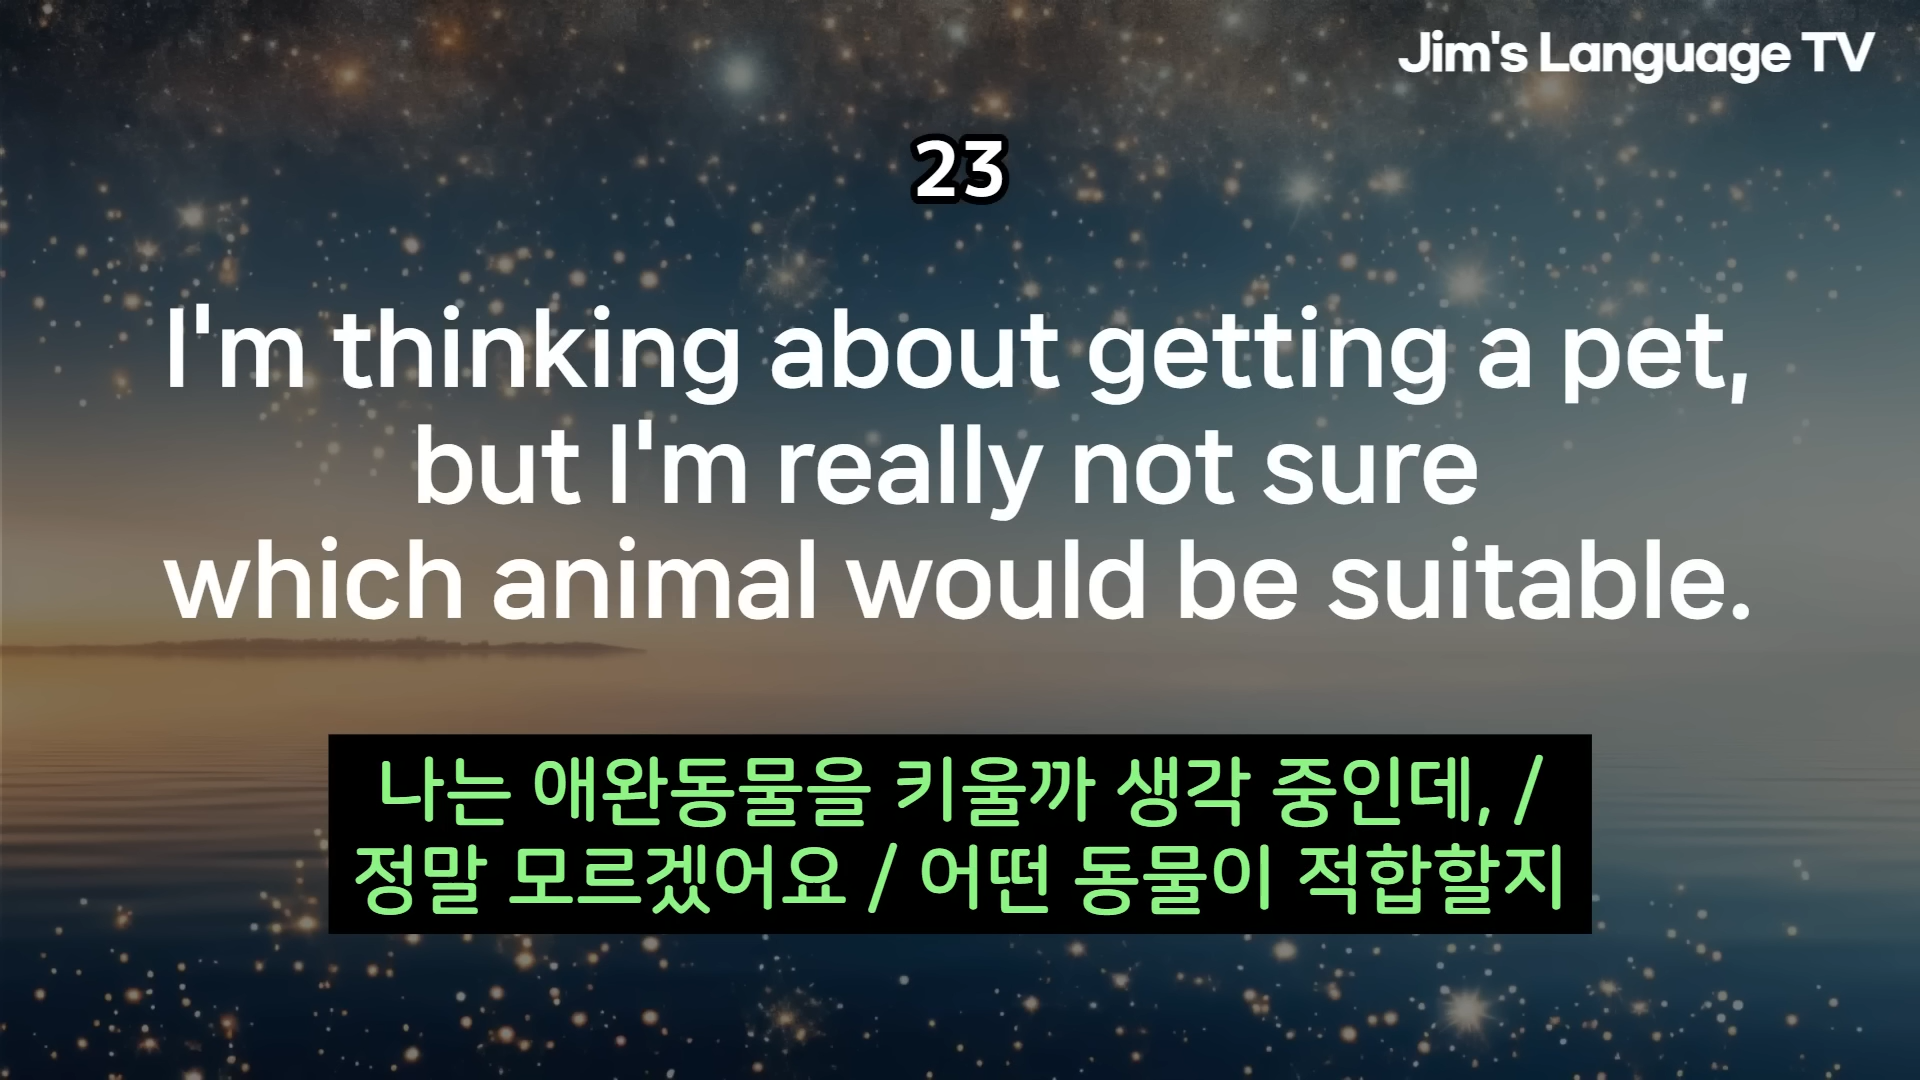 Jim's Language TV
23
I'm thinking about getting a pet,
but I'm really not sure
which animal would be suitable.
나는 애완동물을 키울까 생각 중인데, /
정말 모르겠어요 / 어떤 동물이 적합할지